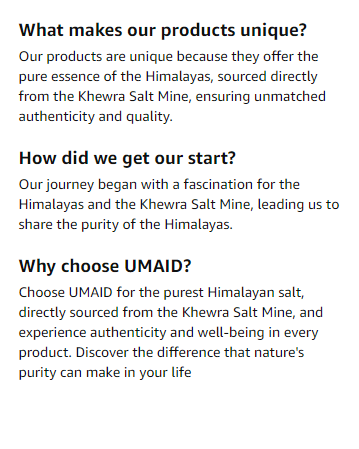 What makes our products unique?
Our products are unique because they offer the
pure essence of the Himalayas, sourced directly
from the Khewra Salt Mine, ensuring unmatched
authenticity and quality.
How did we get our start?
Our journey began with a fascination for the
Himalayas and the Khewra Salt Mine, leading us to
share the purity of the Himalayas.
Why choose UMAID?
Choose UMAID for the purest Himalayan salt,
directly sourced from the Khewra Salt Mine, and
experience authenticity and well-being in every
product. Discover the difference that nature's
purity can make in your life